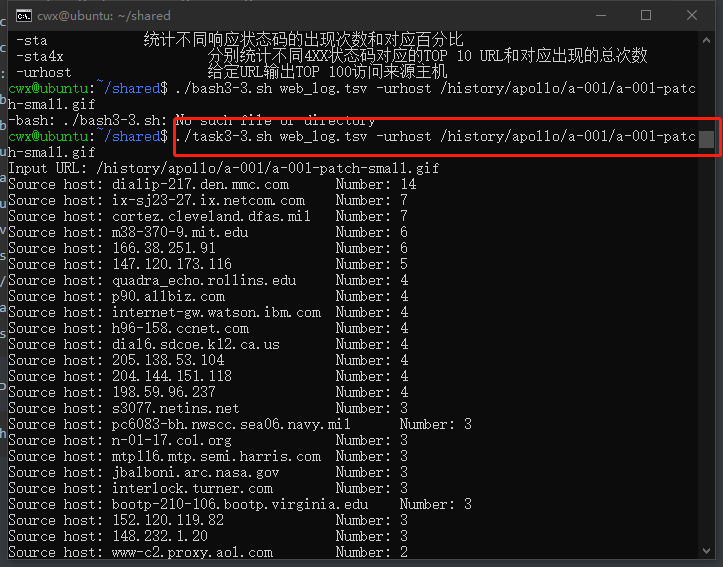 cwx@ubuntu: ~/shared
-sta 统计不同响应状态码的出现次数和对应百分比
-sta4x 分别统计不同4XX状态码对应的TOP 10 URL和对应出现的总次数
-urhost 给定URL输出TOP 100访问来源主机
cwx@ubuntu:~/shared$ ./bash3-3.sh web_log.tsv -urhost /history/apollo/a-001/a-001-patc
h-small.gif
-bash: ./bash3-3.sh: No such file or directory
cwx@ubuntu:~/shared$ ./task3-3.sh web_log.tsv -urhost /history/apollo/a-001/a-001-patc
h-small.gif
Input URL: /history/apollo/a-001/a-001-patch-small.gif
Source host: dialip-217.den.mmc.com Number: 14
Source host: ix-sj23-27.ix.netcom.com Number: 7
Source host: cortez.cleveland.dfas.mil Number: 7
Source host: m38-370-9.mit.edu Number: 6
Source host: 166.38.251.91 Number: 6
Source host: 147.120.173.116 Number: 5
Source host: quadra_echo.rollins.edu Number: 4
Source host: p90.allbiz.com Number: 4
Source host: internet-gw.watson.ibm.com Number: 4
Source host: h96-158.ccnet.com Number: 4
Source host: dial6.sdcoe.k12.ca.us Number: 4
Source host: 205.138.53.104 Number: 4
Source host: 204.144.151.118 Number: 4
Source host: 198.59.96.237 Number: 4
Source host: s3077.netins.net Number: 3
Source host: pc6083-bh.nwscc.sea06.navy.mil Number: 3
Source host: n-01-17.col.org Number: 3
Source host: mtp116.mtp.semi.harris.com Number: 3
Source host: jbalboni.arc.nasa.gov Number: 3
Source host: interlock.turner.com Number: 3
Source host: bootp-210-106.bootp.virginia.edu Number: 3
Source host: 152.120.119.82 Number: 3
Source host: 148.232.1.20 Number: 3
Source host: www-c2.proxy.aol.com Number: 2